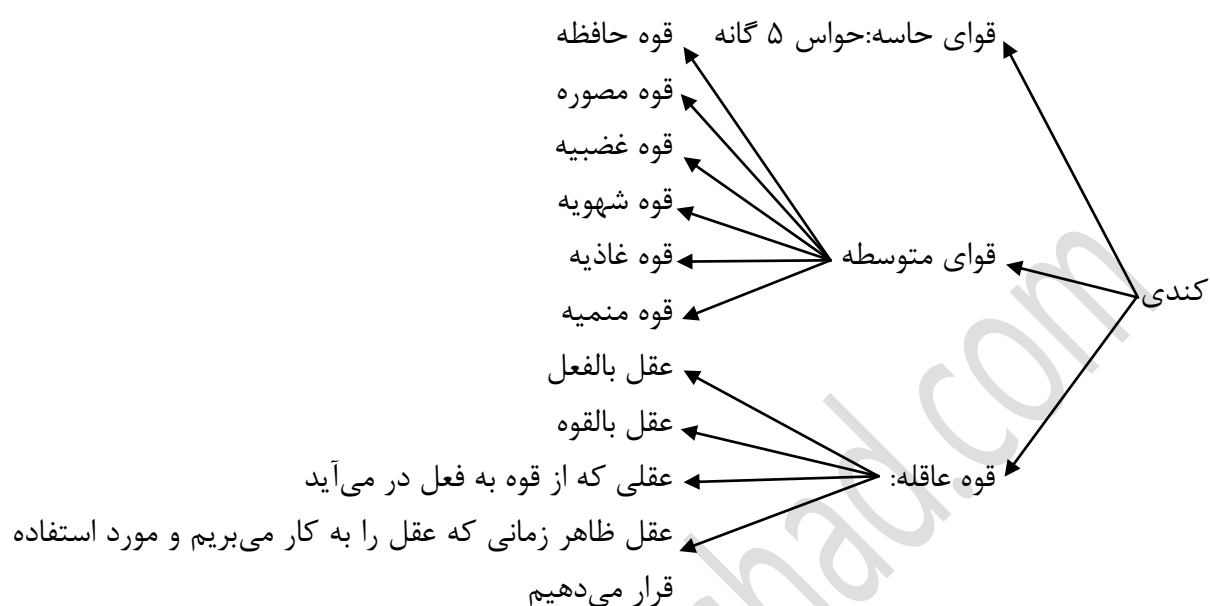 قوای حاسه:حواس ۵ گانه
قوه حافظه
قوه مصوره
قوه غضبیه
قوه شهویه
قوای متوسطه
قوه غاذیه
کندی
قوه منمیه
عقل بالفعل
عقل بالقوه
قوه عاقله:
عقلی که از قوه به فعل در می‌آید
عقل ظاهر زمانی که عقل را به کار می‌بریم و مورد استفاده
قرار می‌دهیم
had.com